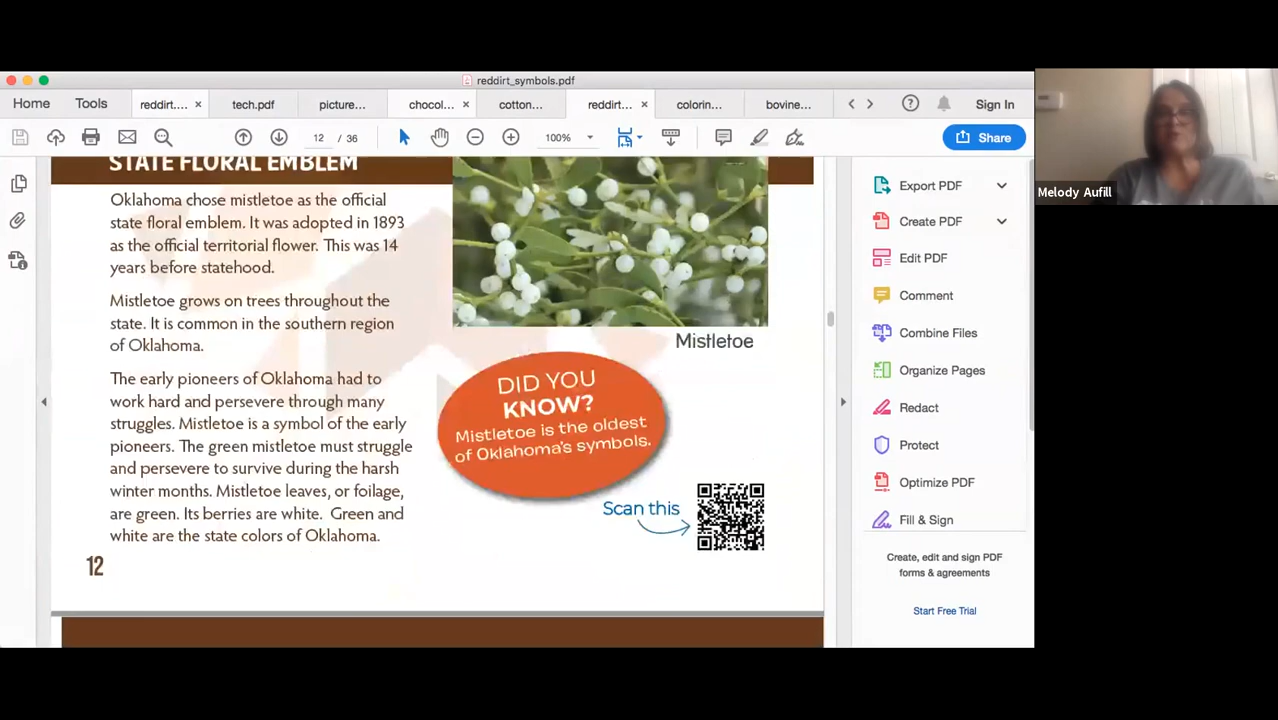 reddirt_symbols.pdf
Home
Tools
reddirt....
tech.pdf
picture...
chocol...
cotton...
reddirt...
colorin...
bovine...
Sign In
12 / 36
100%
Share
Melody Aufill
STATE FLORAL EMBLEM
Oklahoma chose mistletoe as the official
state floral emblem. It was adopted in 1893
as the official territorial flower. This was 14
years before statehood.
Mistletoe grows on trees throughout the
state. It is common in the southern region
of Oklahoma.
The early pioneers of Oklahoma had to
work hard and persevere through many
struggles. Mistletoe is a symbol of the early
pioneers. The green mistletoe must struggle
and persevere to survive during the harsh
winter months. Mistletoe leaves, or foilage,
are green. Its berries are white. Green and
white are the state colors of Oklahoma.
12
Mistletoe
DID YOU
KNOW?
Mistletoe is the oldest
of Oklahoma's symbols.
Scan this
Export PDF
Create PDF
Edit PDF
Comment
Combine Files
Organize Pages
Redact
Protect
Optimize PDF
Fill & Sign
Create, edit and sign PDF
forms & agreements
Start Free Trial